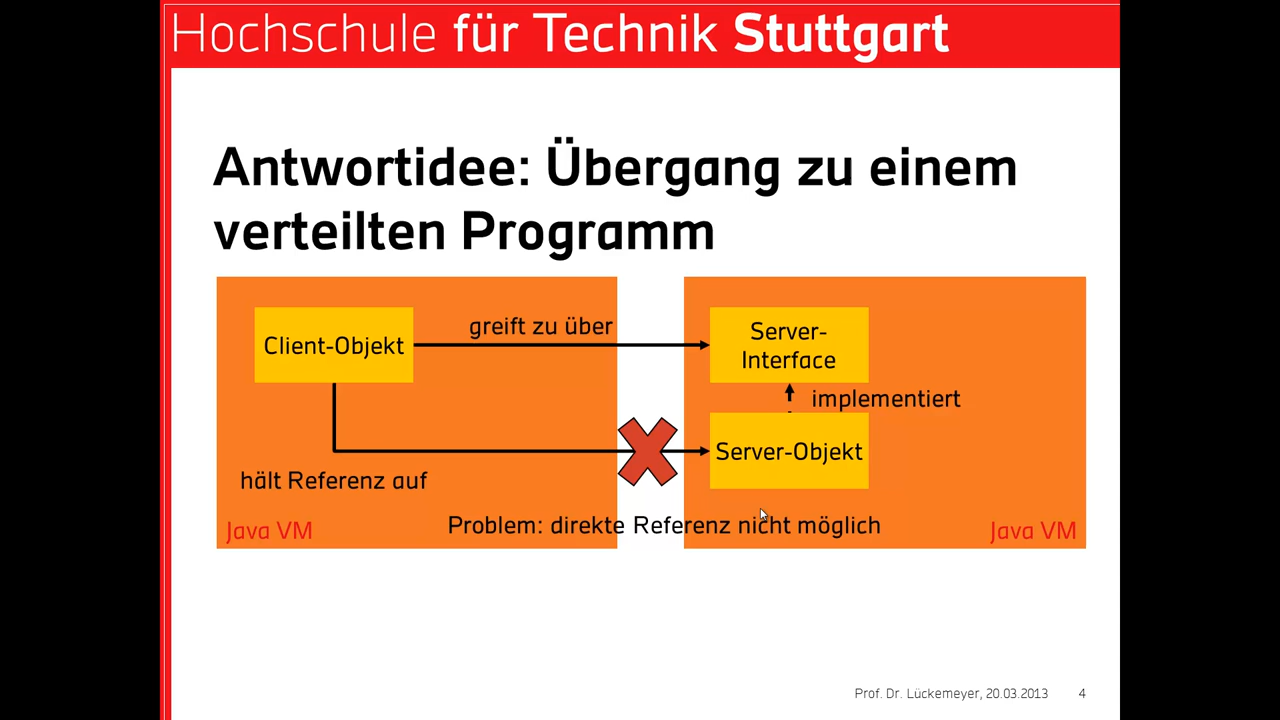 Hochschule für Technik Stuttgart
Antwortidee: Übergang zu einem
verteilten Programm
Client-Objekt
greift zu über
Server-
Interface
implementiert
Server-Objekt
hält Referenz auf
Problem: direkte Referenz nicht möglich
Java VM
Java VM
Prof. Dr. Lückemeyer, 20.03.2013
4